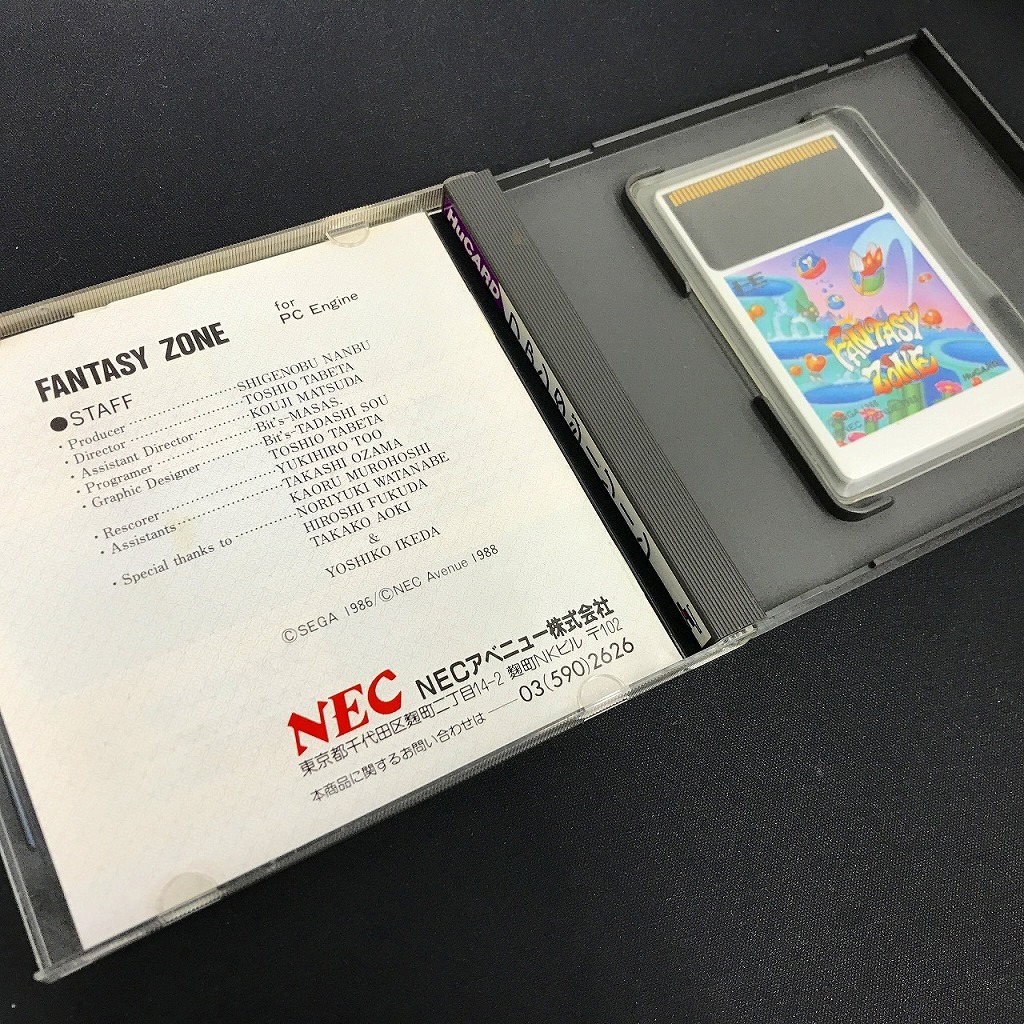 FANTASY ZONE
for
PC Engine
●STAFF
・Producer ························SHIGENOBU NANBU
・Director ························TOSHIO TABETA
・Assistant Director··········KOUJI MATSUDA
・Programer ····················Bit's-MASAS.
・Graphic Designer ···········Bit's-TADASHI SOU
TOSHIO TABETA
・Rescorer························YUKIHIRO TOO
・Assistants·····················TAKASHI OZAMA
KAORU MUROHOSHI
・Special thanks to ···········NORIYUKI WATANABE
HIROSHI FUKUDA
TAKAKO AOKI
&
YOSHIKO IKEDA
©SEGA 1986/©NEC Avenue 1988
NEC NECアベニュー株式会社
東京都千代田区麴町二丁目14-2 麴町NKビル 〒102
本商品に関するお問い合わせは ── 03(590)2626
HuCARD
FANTASY
ZONE
HuCARD